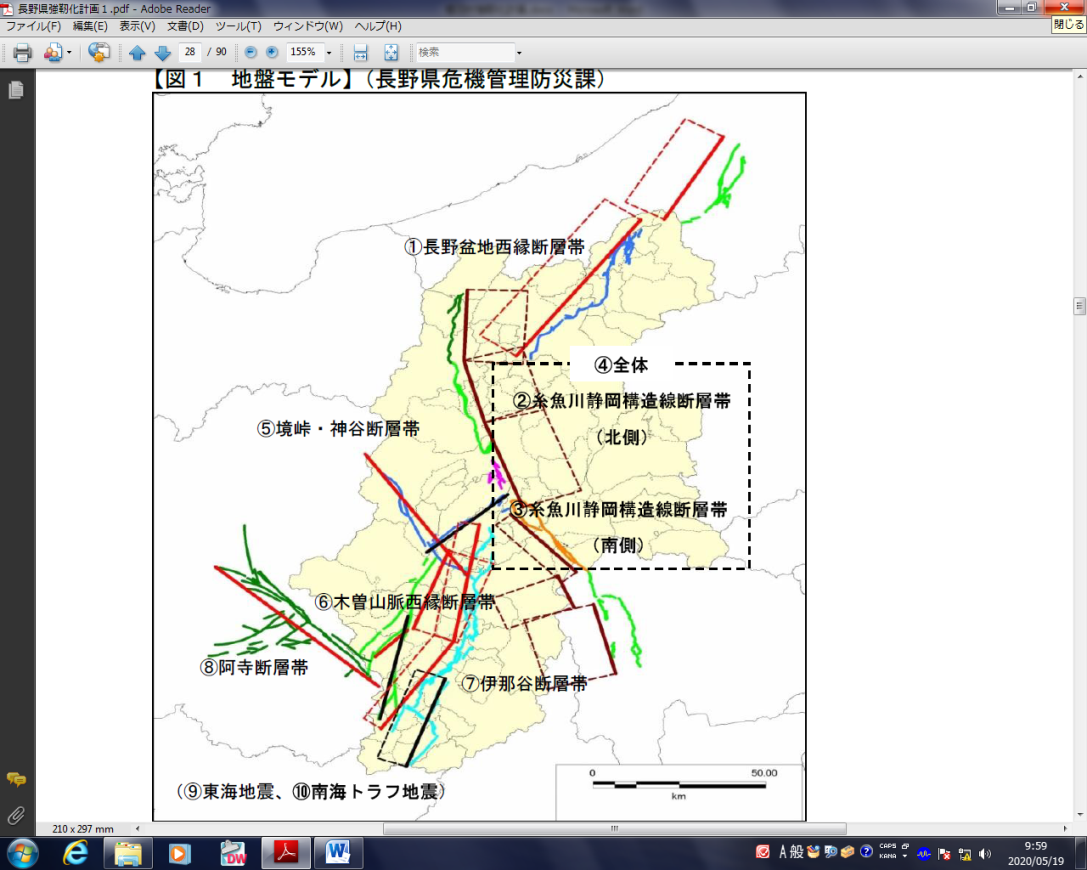 長野県強靭化計画１.pdf - Adobe Reader
閉じる
ファイル(F) 編集(E) 表示(V) 文書(D) ツール(T) ウィンドウ(W) ヘルプ(H)
28 / 90 155% 検索
【図１　地盤モデル】（長野県危機管理防災課）
①長野盆地西縁断層帯
④全体
②糸魚川静岡構造線断層帯
（北側）
⑤境峠・神谷断層帯
③糸魚川静岡構造線断層帯
（南側）
⑥木曽山脈西縁断層帯
⑧阿寺断層帯
⑦伊那谷断層帯
（⑨東海地震、⑩南海トラフ地震）
0 50.00
km
210 x 297 mm
A 般 CAPS KANA
9:59
2020/05/19